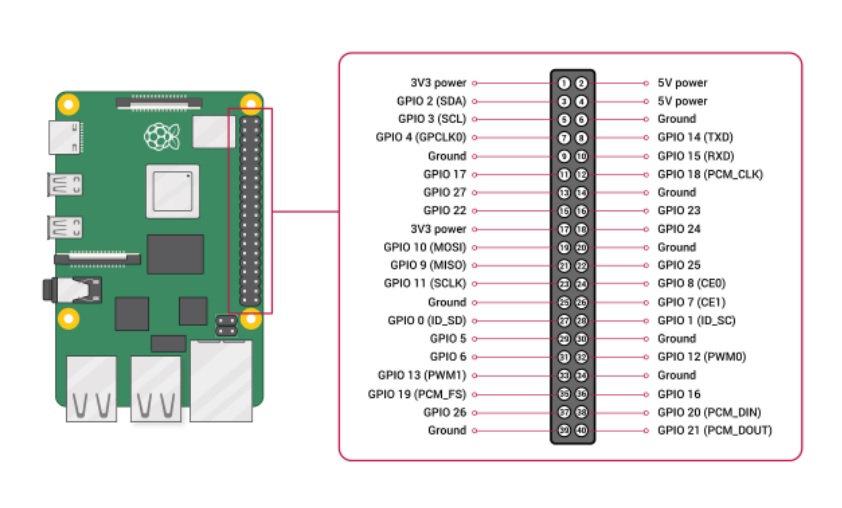 3V3 power 1 2 5V power
GPIO 2 (SDA) 3 4 5V power
GPIO 3 (SCL) 5 6 Ground
GPIO 4 (GPCLK0) 7 8 GPIO 14 (TXD)
Ground 9 10 GPIO 15 (RXD)
GPIO 17 11 12 GPIO 18 (PCM_CLK)
GPIO 27 13 14 Ground
GPIO 22 15 16 GPIO 23
3V3 power 17 18 GPIO 24
GPIO 10 (MOSI) 19 20 Ground
GPIO 9 (MISO) 21 22 GPIO 25
GPIO 11 (SCLK) 23 24 GPIO 8 (CE0)
Ground 25 26 GPIO 7 (CE1)
GPIO 0 (ID_SD) 27 28 GPIO 1 (ID_SC)
GPIO 5 29 30 Ground
GPIO 6 31 32 GPIO 12 (PWM0)
GPIO 13 (PWM1) 33 34 Ground
GPIO 19 (PCM_FS) 35 36 GPIO 16
GPIO 26 37 38 GPIO 20 (PCM_DIN)
Ground 39 40 GPIO 21 (PCM_DOUT)